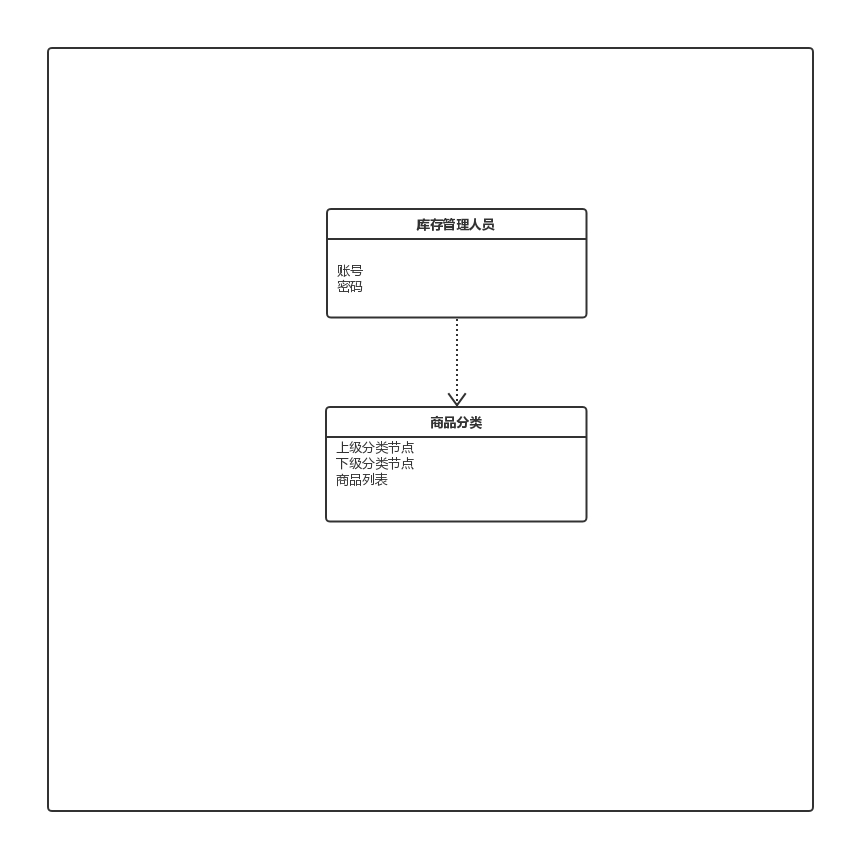 库存管理人员
账号
密码
商品分类
上级分类节点
下级分类节点
商品列表